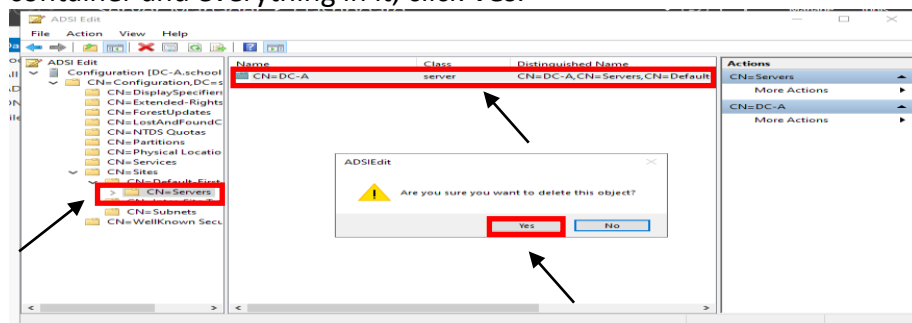 container and everything in it, click Yes.
ADSI Edit
File Action View Help
ADSI Edit
Configuration [DC-A.school
CN=Configuration,DC=s
CN=DisplaySpecifiers
CN=Extended-Rights
CN=ForestUpdates
CN=LostAndFoundC
CN=NTDS Quotas
CN=Partitions
CN=Physical Locatio
CN=Services
CN=Sites
CN=Default-First
CN=Servers
CN=Subnets
CN=WellKnown Secu
Name Class Distinguished Name
CN=DC-A server CN=DC-A,CN=Servers,CN=Default
Actions
CN=Servers
More Actions
CN=DC-A
More Actions
ADSIEdit
Are you sure you want to delete this object?
Yes No